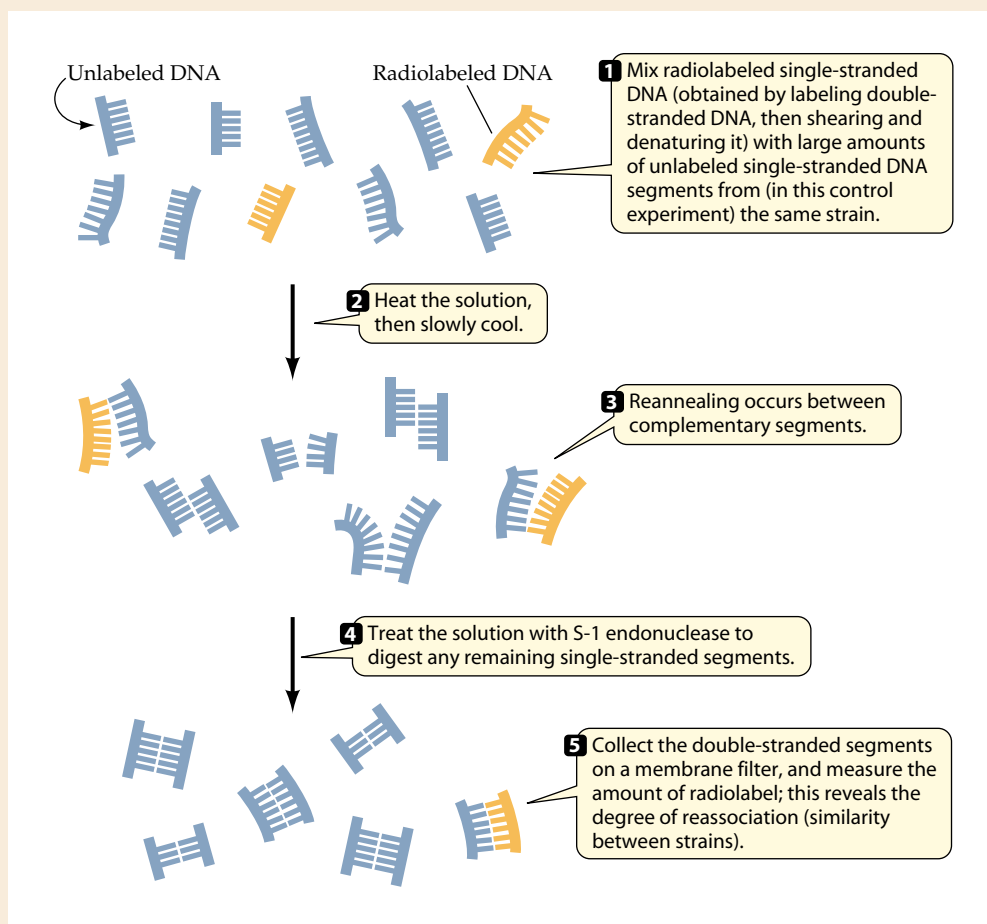 Unlabeled DNA
Radiolabeled DNA
1 Mix radiolabeled single-stranded
DNA (obtained by labeling double-
stranded DNA, then shearing and
denaturing it) with large amounts
of unlabeled single-stranded DNA
segments from (in this control
experiment) the same strain.
2 Heat the solution,
then slowly cool.
3 Reannealing occurs between
complementary segments.
4 Treat the solution with S-1 endonuclease to
digest any remaining single-stranded segments.
5 Collect the double-stranded segments
on a membrane filter, and measure the
amount of radiolabel; this reveals the
degree of reassociation (similarity
between strains).